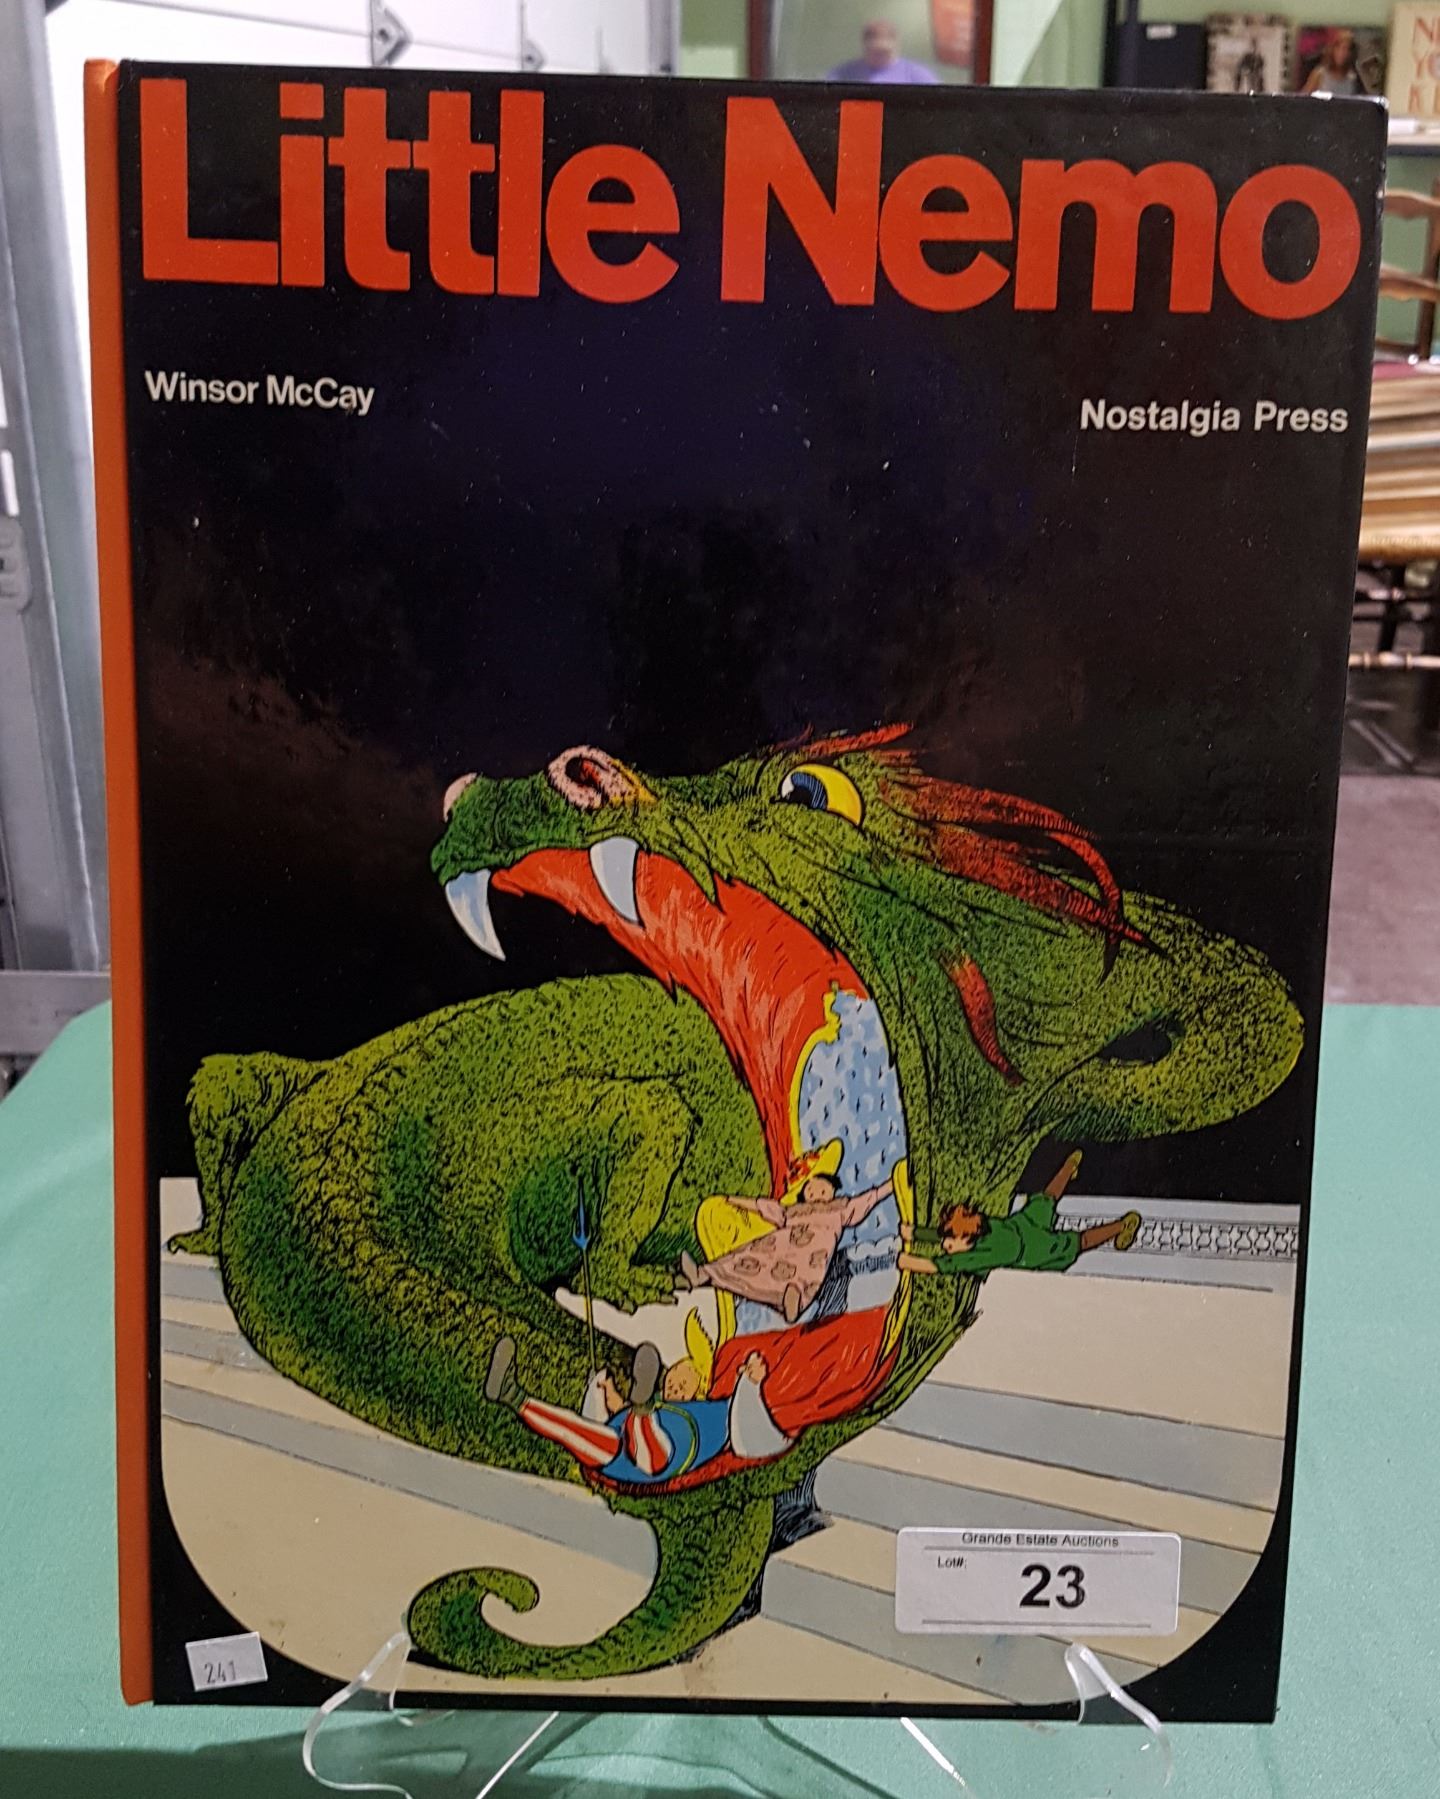 Little Nemo
Winsor McCay
Nostalgia Press
Grande Estate Auctions
Lot#:
23
241